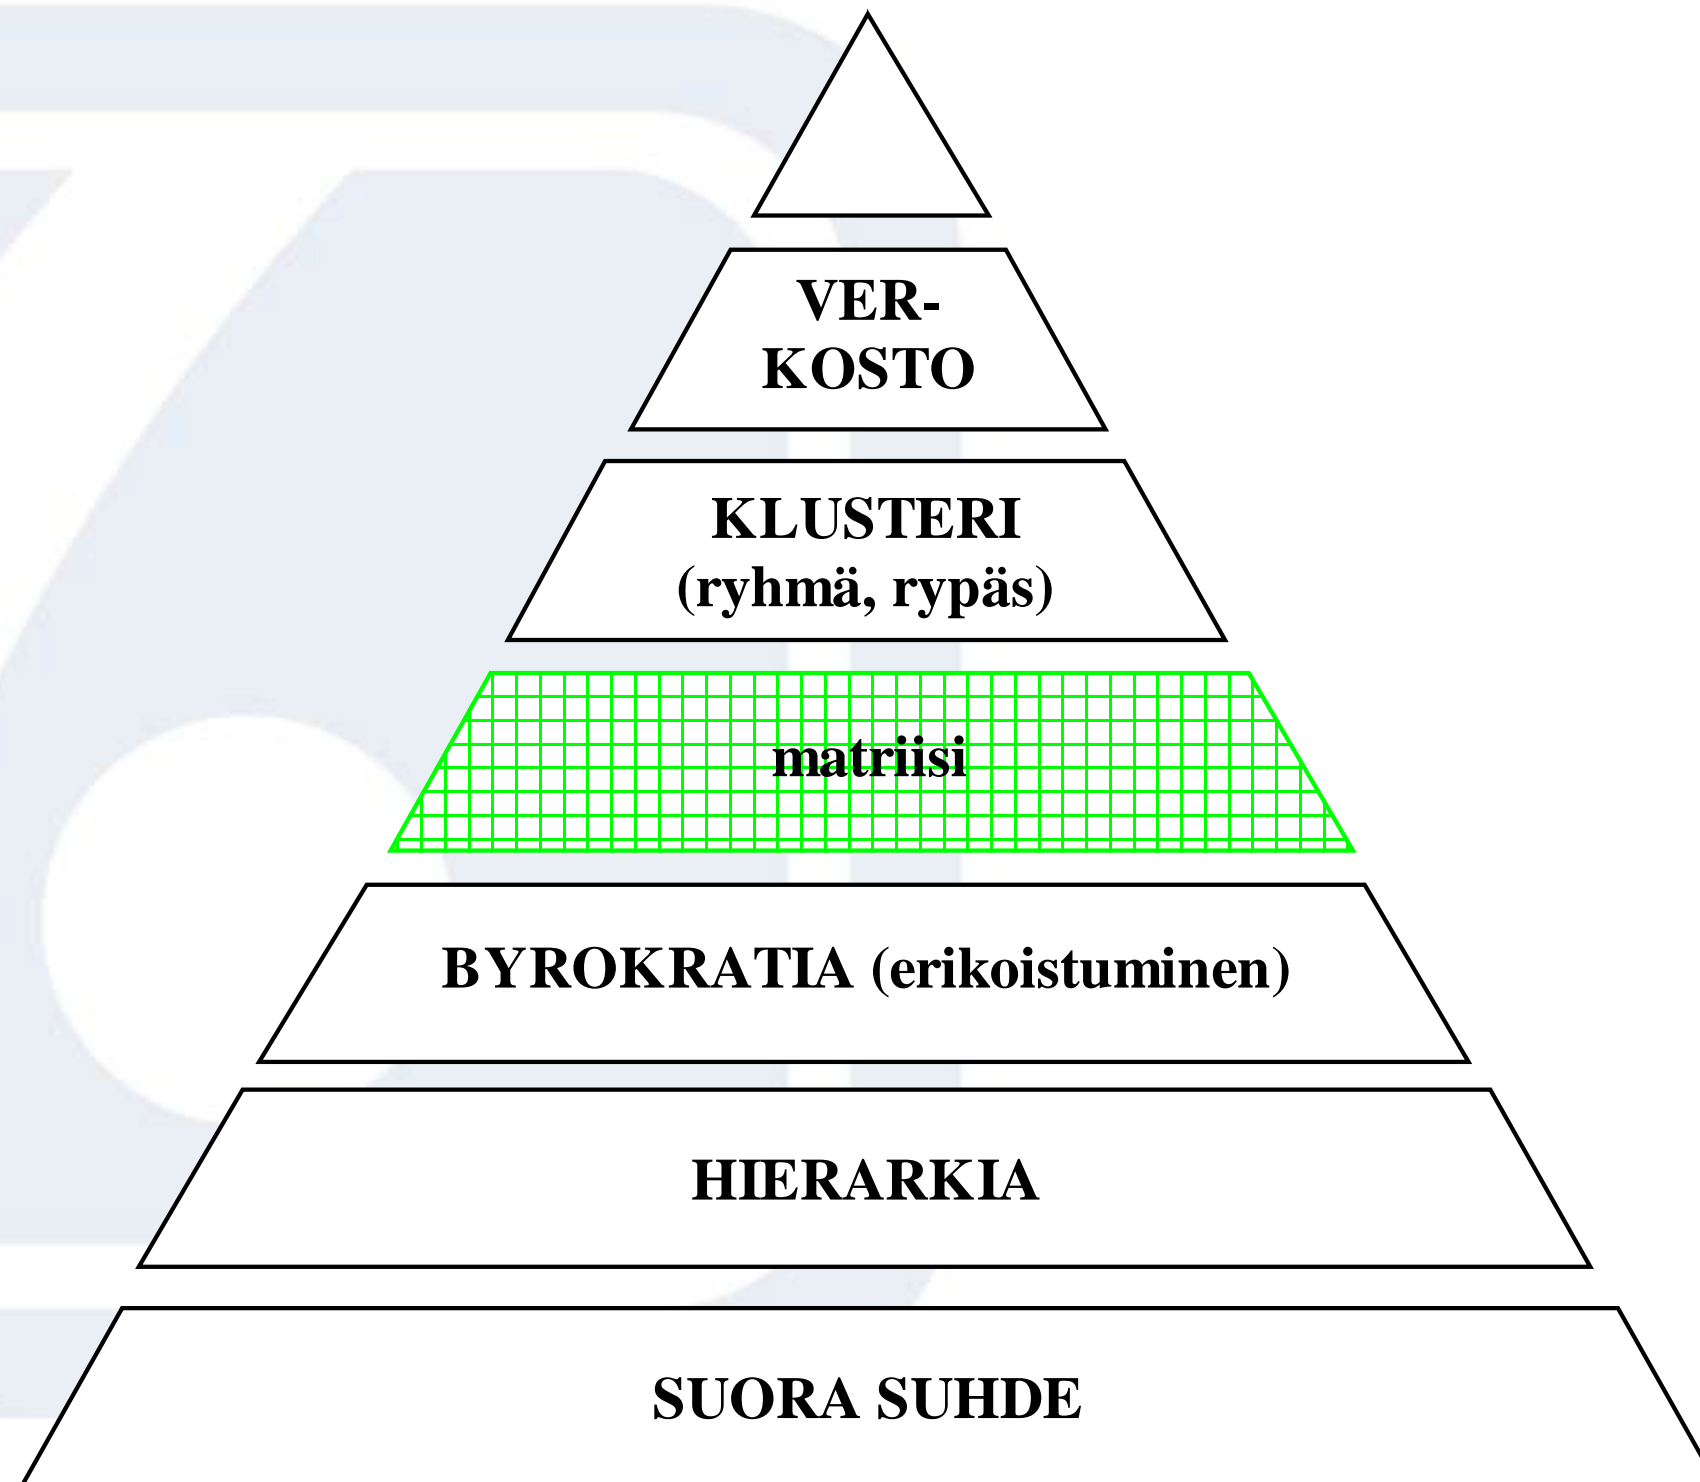 VER-
KOSTO
KLUSTERI
(ryhmä, rypäs)
matriisi
BYROKRATIA (erikoistuminen)
HIERARKIA
SUORA SUHDE